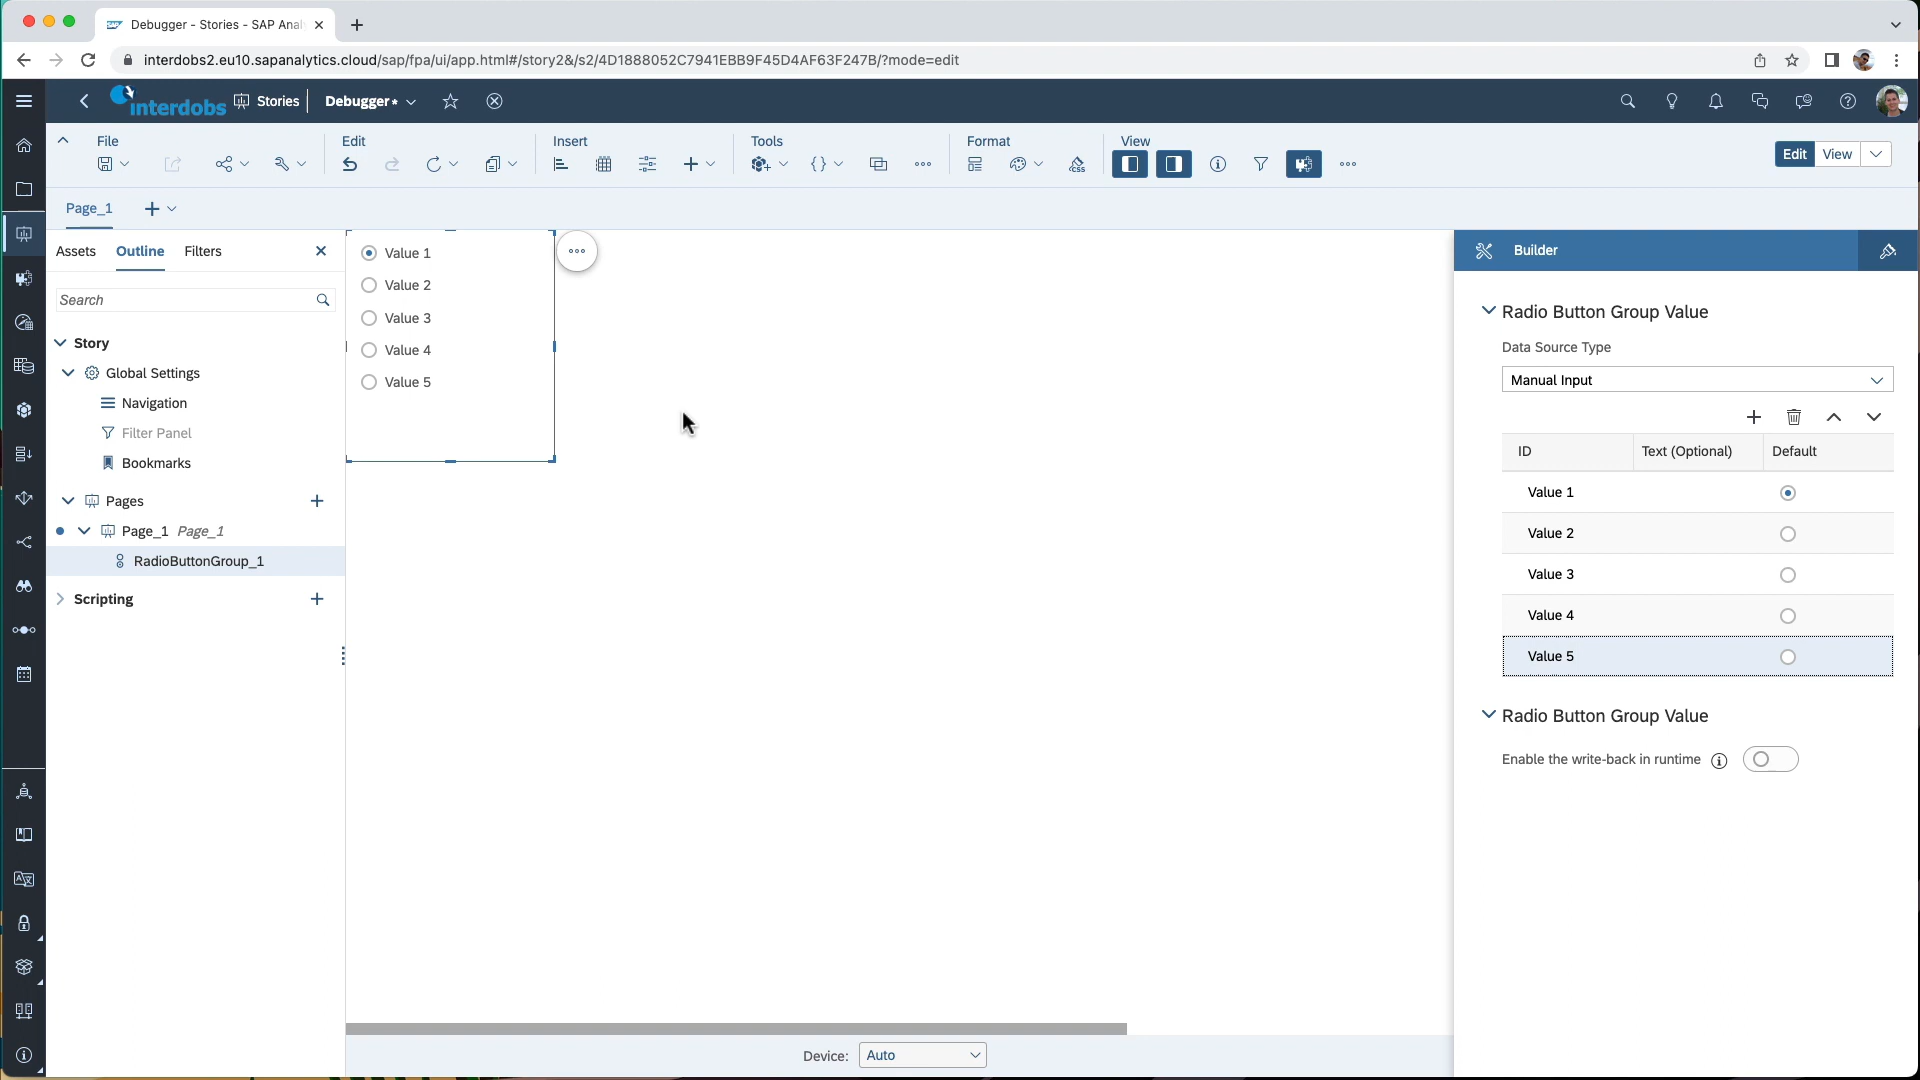 Debugger - Stories - SAP Anal
interdobs2.eu10.sapanalytics.cloud/sap/fpa/ui/app.html#/story2&/s2/4D1888052C7941EBB9F45D4AF63F247B/?mode=edit
interdobs Stories Debugger*
File Edit Insert Tools Format View
{} css
Edit View
Page_1
Assets Outline Filters
Search
Story
Global Settings
Navigation
Filter Panel
Bookmarks
Pages
Page_1 Page_1
RadioButtonGroup_1
Scripting
Value 1
Value 2
Value 3
Value 4
Value 5
Device: Auto
Builder
Radio Button Group Value
Data Source Type
Manual Input
ID Text (Optional) Default
Value 1
Value 2
Value 3
Value 4
Value 5
Radio Button Group Value
Enable the write-back in runtime